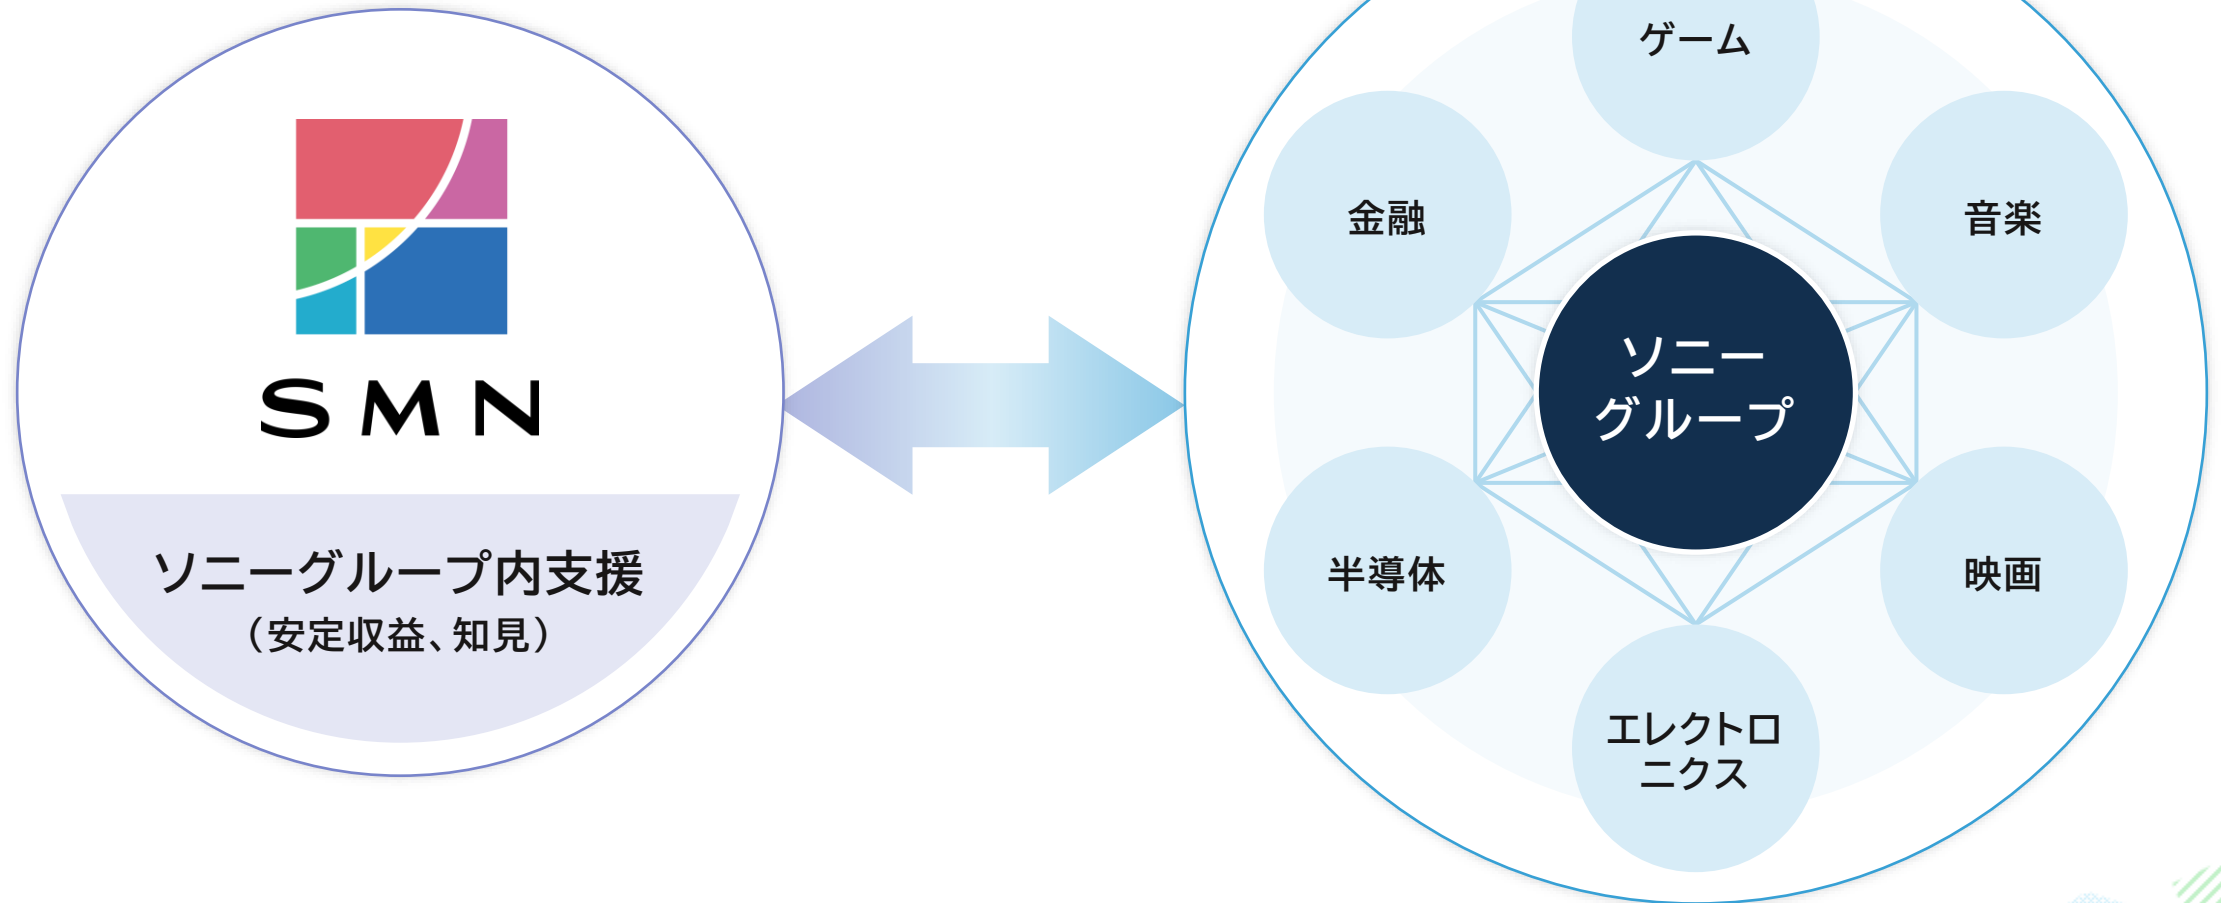 SMN
ソニーグループ内支援
（安定収益、知見）
ゲーム
金融
音楽
ソニー
グループ
半導体
映画
エレクトロ
ニクス